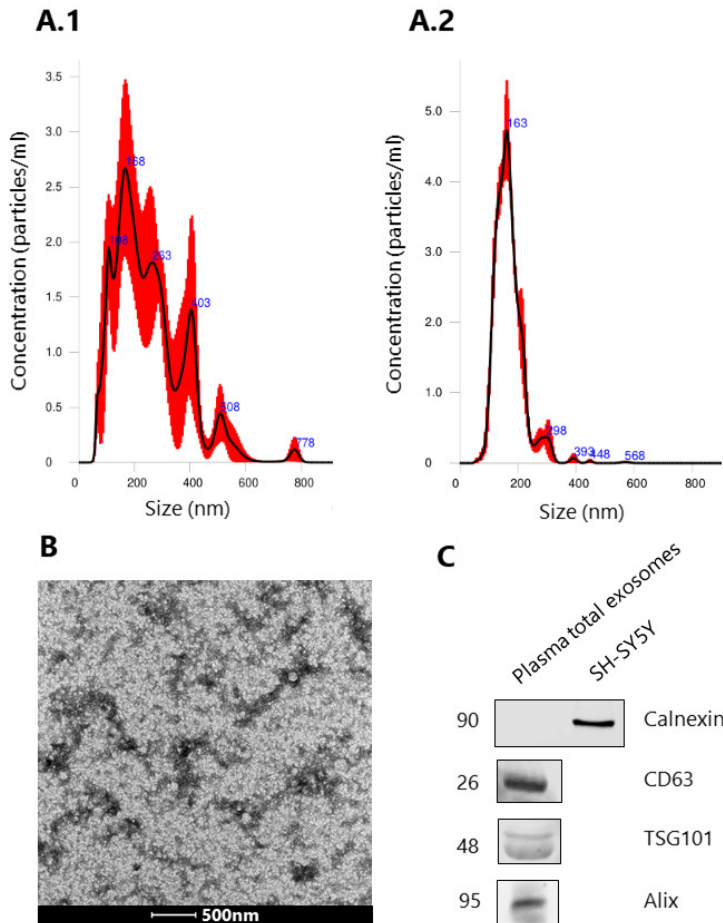 A.1
3.5
3.0
2.5
2.0
1.5
1.0
0.5
0
168
108
263
403
508
778
0
200
400
600
800
Concentration (particles/ml)
Size (nm)
A.2
5.0
4.0
3.0
2.0
1.0
0
163
298
393
448
568
0
200
400
600
800
Concentration (particles/ml)
Size (nm)
B
500nm
C
Plasma total exosomes
SH-SY5Y
90 Calnexin
26 CD63
48 TSG101
95 Alix